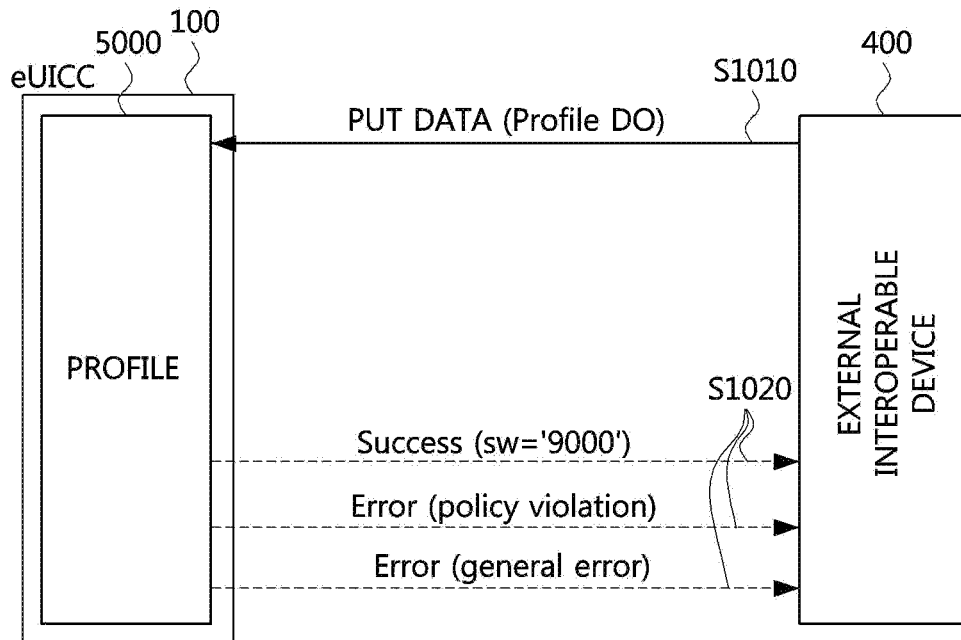 100
5000
400
eUICC
S1010
PUT DATA (Profile DO)
PROFILE
EXTERNAL
INTEROPERABLE
DEVICE
S1020
Success (sw='9000')
Error (policy violation)
Error (general error)